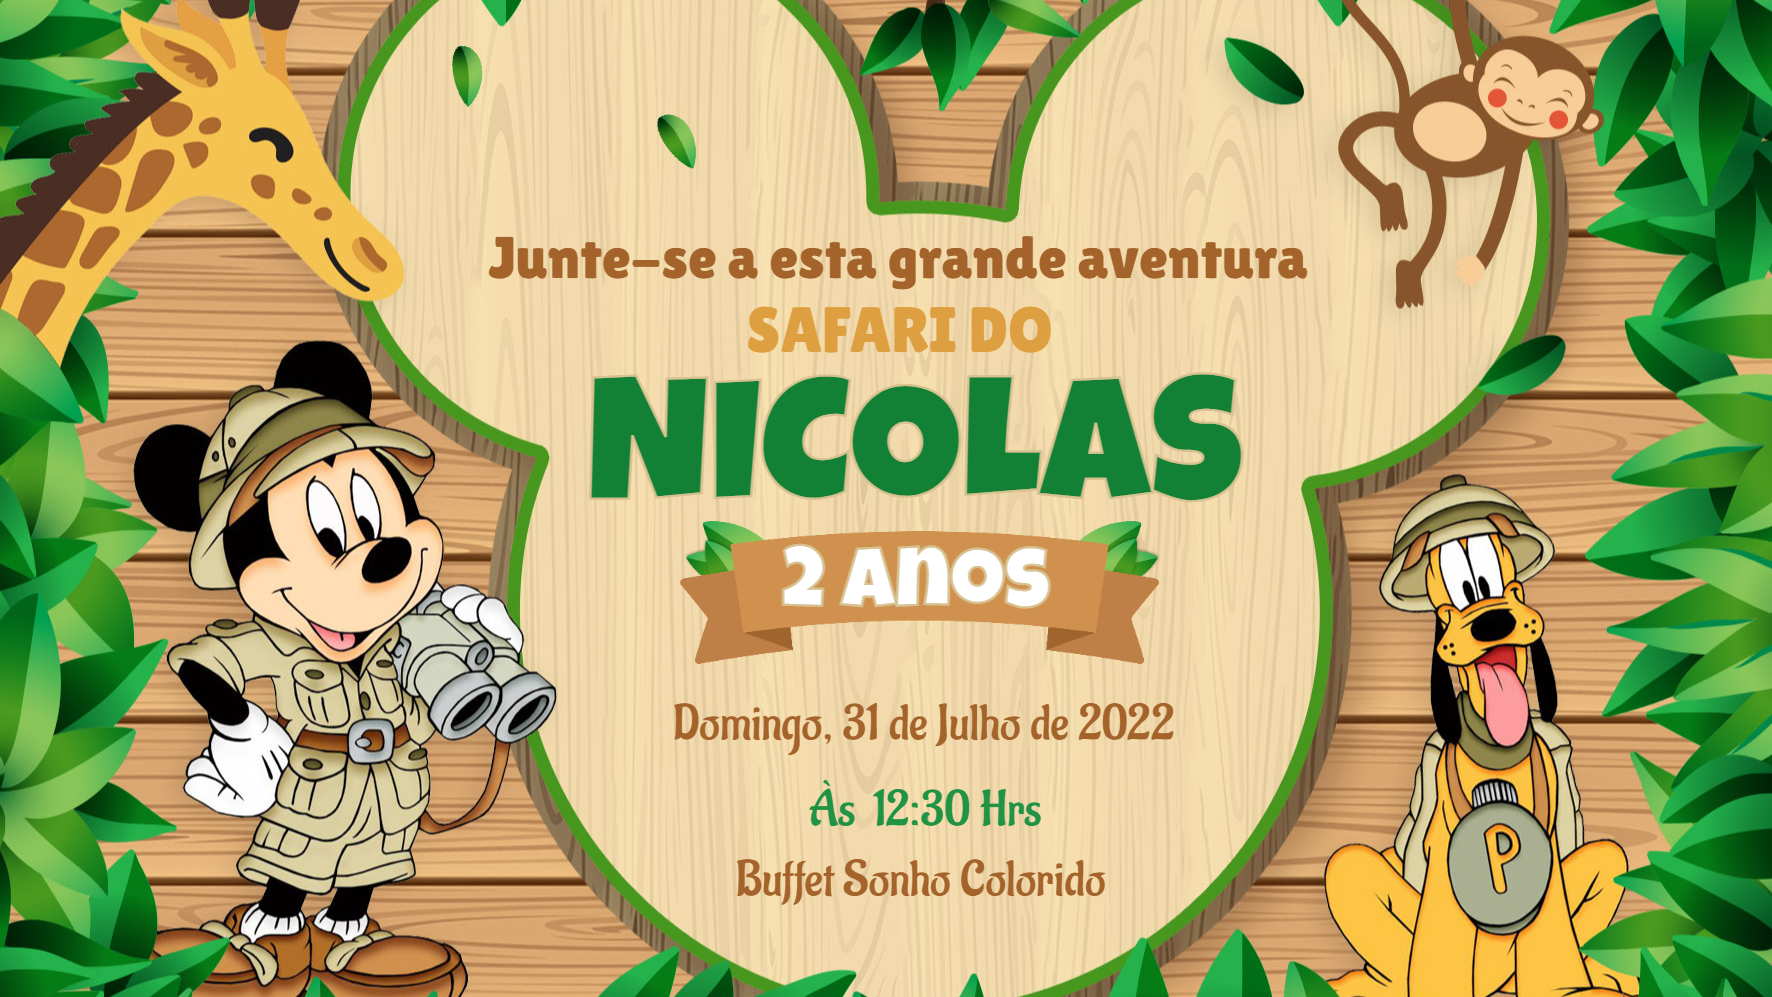 Junte-se a esta grande aventura
SAFARI DO
NICOLAS
2 ANOS
Domingo, 31 de Julho de 2022
Às 12:30 Hrs
Buffet Sonho Colorido
P